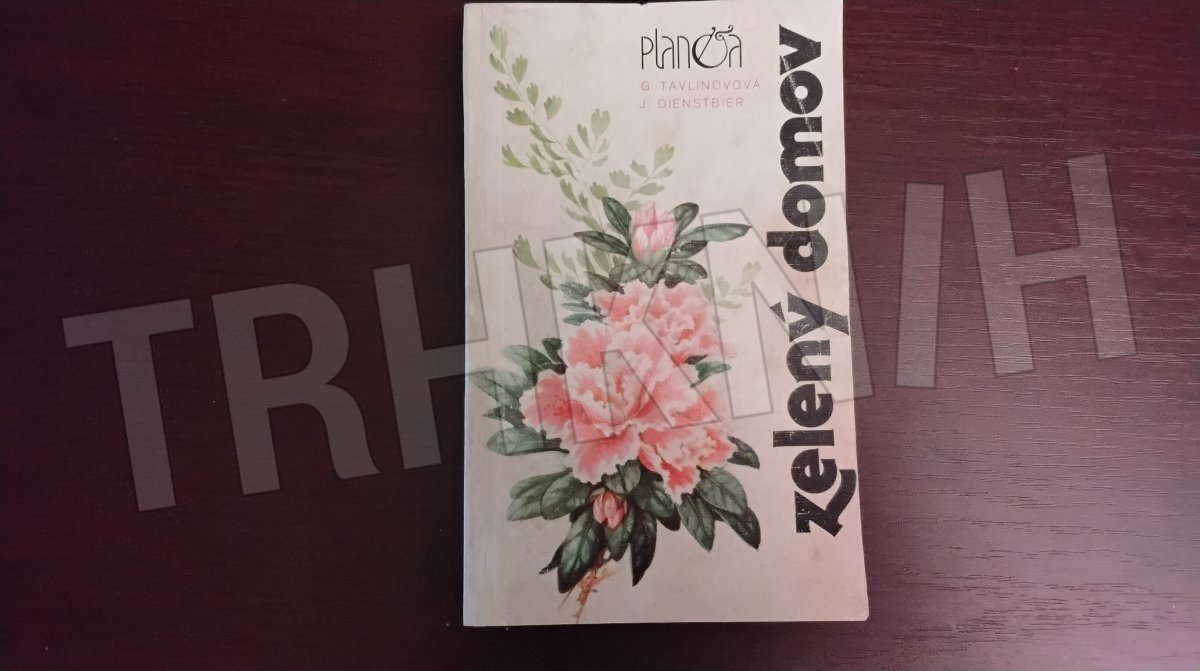 Planeta
G TAVLINOVOVÁ
J. DIENSTBIER
zelený domov
TRHKNIH